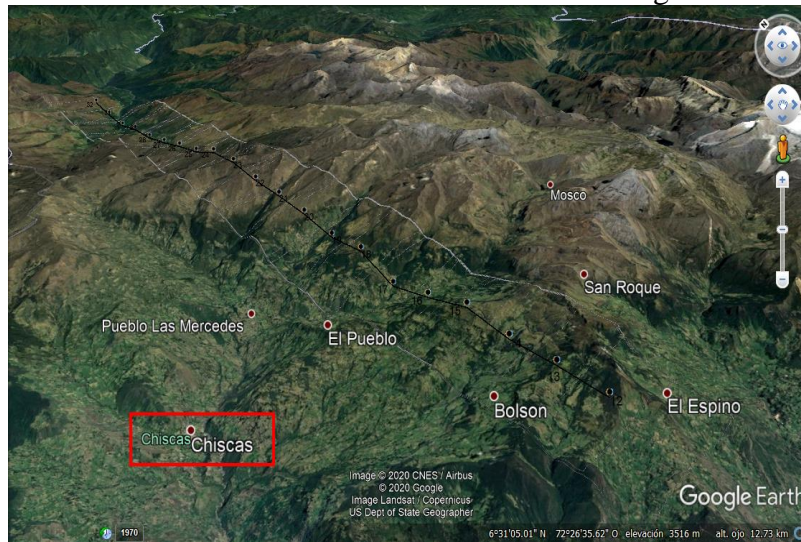 Mosco
San Roque
Pueblo Las Mercedes
El Pueblo
Bolson
El Espino
Chiscas
Chiscas
Image © 2020 CNES / Airbus
© 2020 Google
Image Landsat / Copernicus
US Dept of State Geographer
Google Earth
1970
6°31'05.01" N 72°26'35.62" O elevación 3516 m alt. ojo 12.73 km